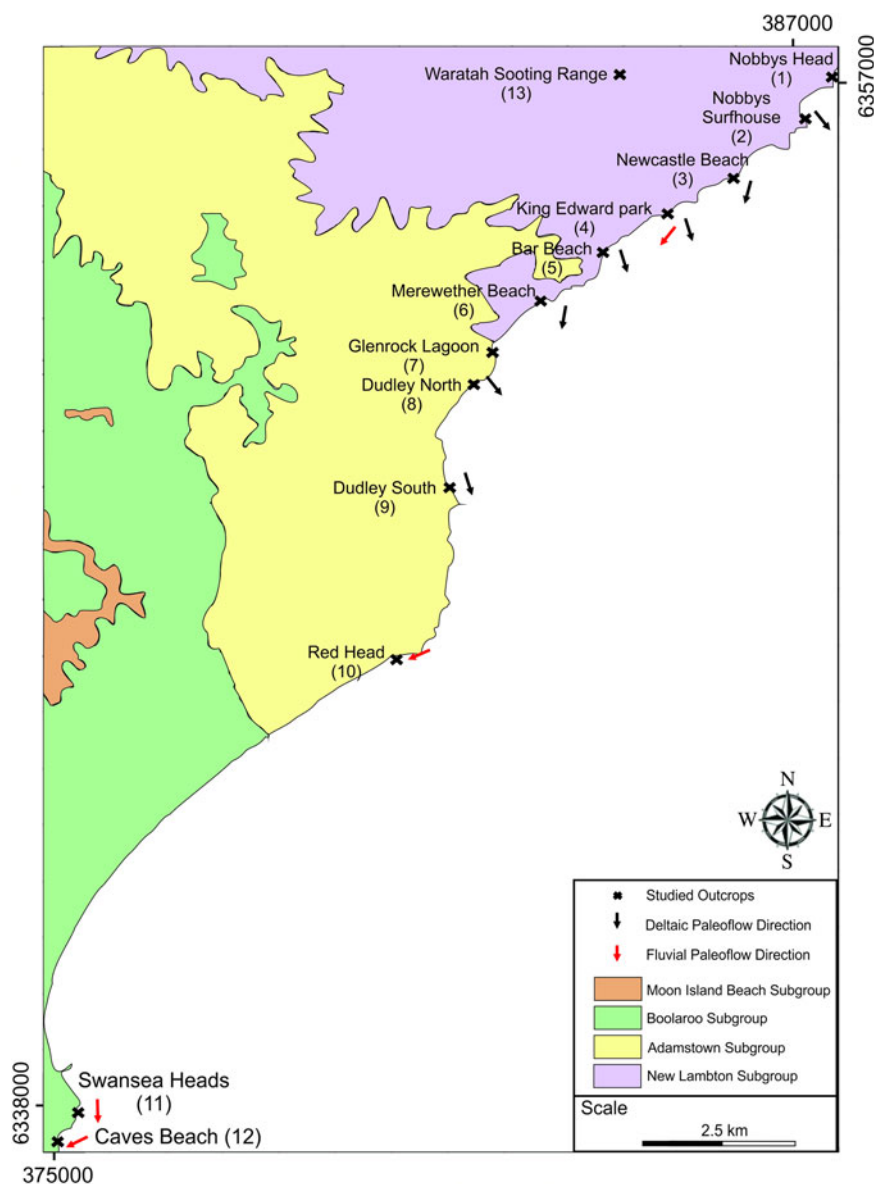 387000
6357000
Nobbys Head
(1)
Waratah Sooting Range
(13)
Nobbys
Surfhouse
(2)
Newcastle Beach
(3)
King Edward park
(4)
Bar Beach
(5)
Merewether Beach
(6)
Glenrock Lagoon
(7)
Dudley North
(8)
Dudley South
(9)
Red Head
(10)
N
W
E
S
Studied Outcrops
Deltaic Paleoflow Direction
Fluvial Paleoflow Direction
Moon Island Beach Subgroup
Boolaroo Subgroup
Adamstown Subgroup
New Lambton Subgroup
Scale
2.5 km
Swansea Heads
(11)
Caves Beach (12)
6338000
375000